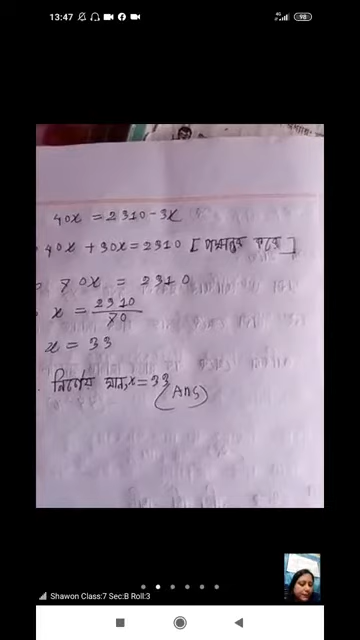 13:47
4G
98
40x = 2310 - 3x
40x + 30x = 2310 [পক্ষান্তর করে]
70x = 2310
x = 2310/70
x = 33
নির্ণেয় মান, x = 33
(Ans)
Shawon Class:7 Sec:B Roll:3